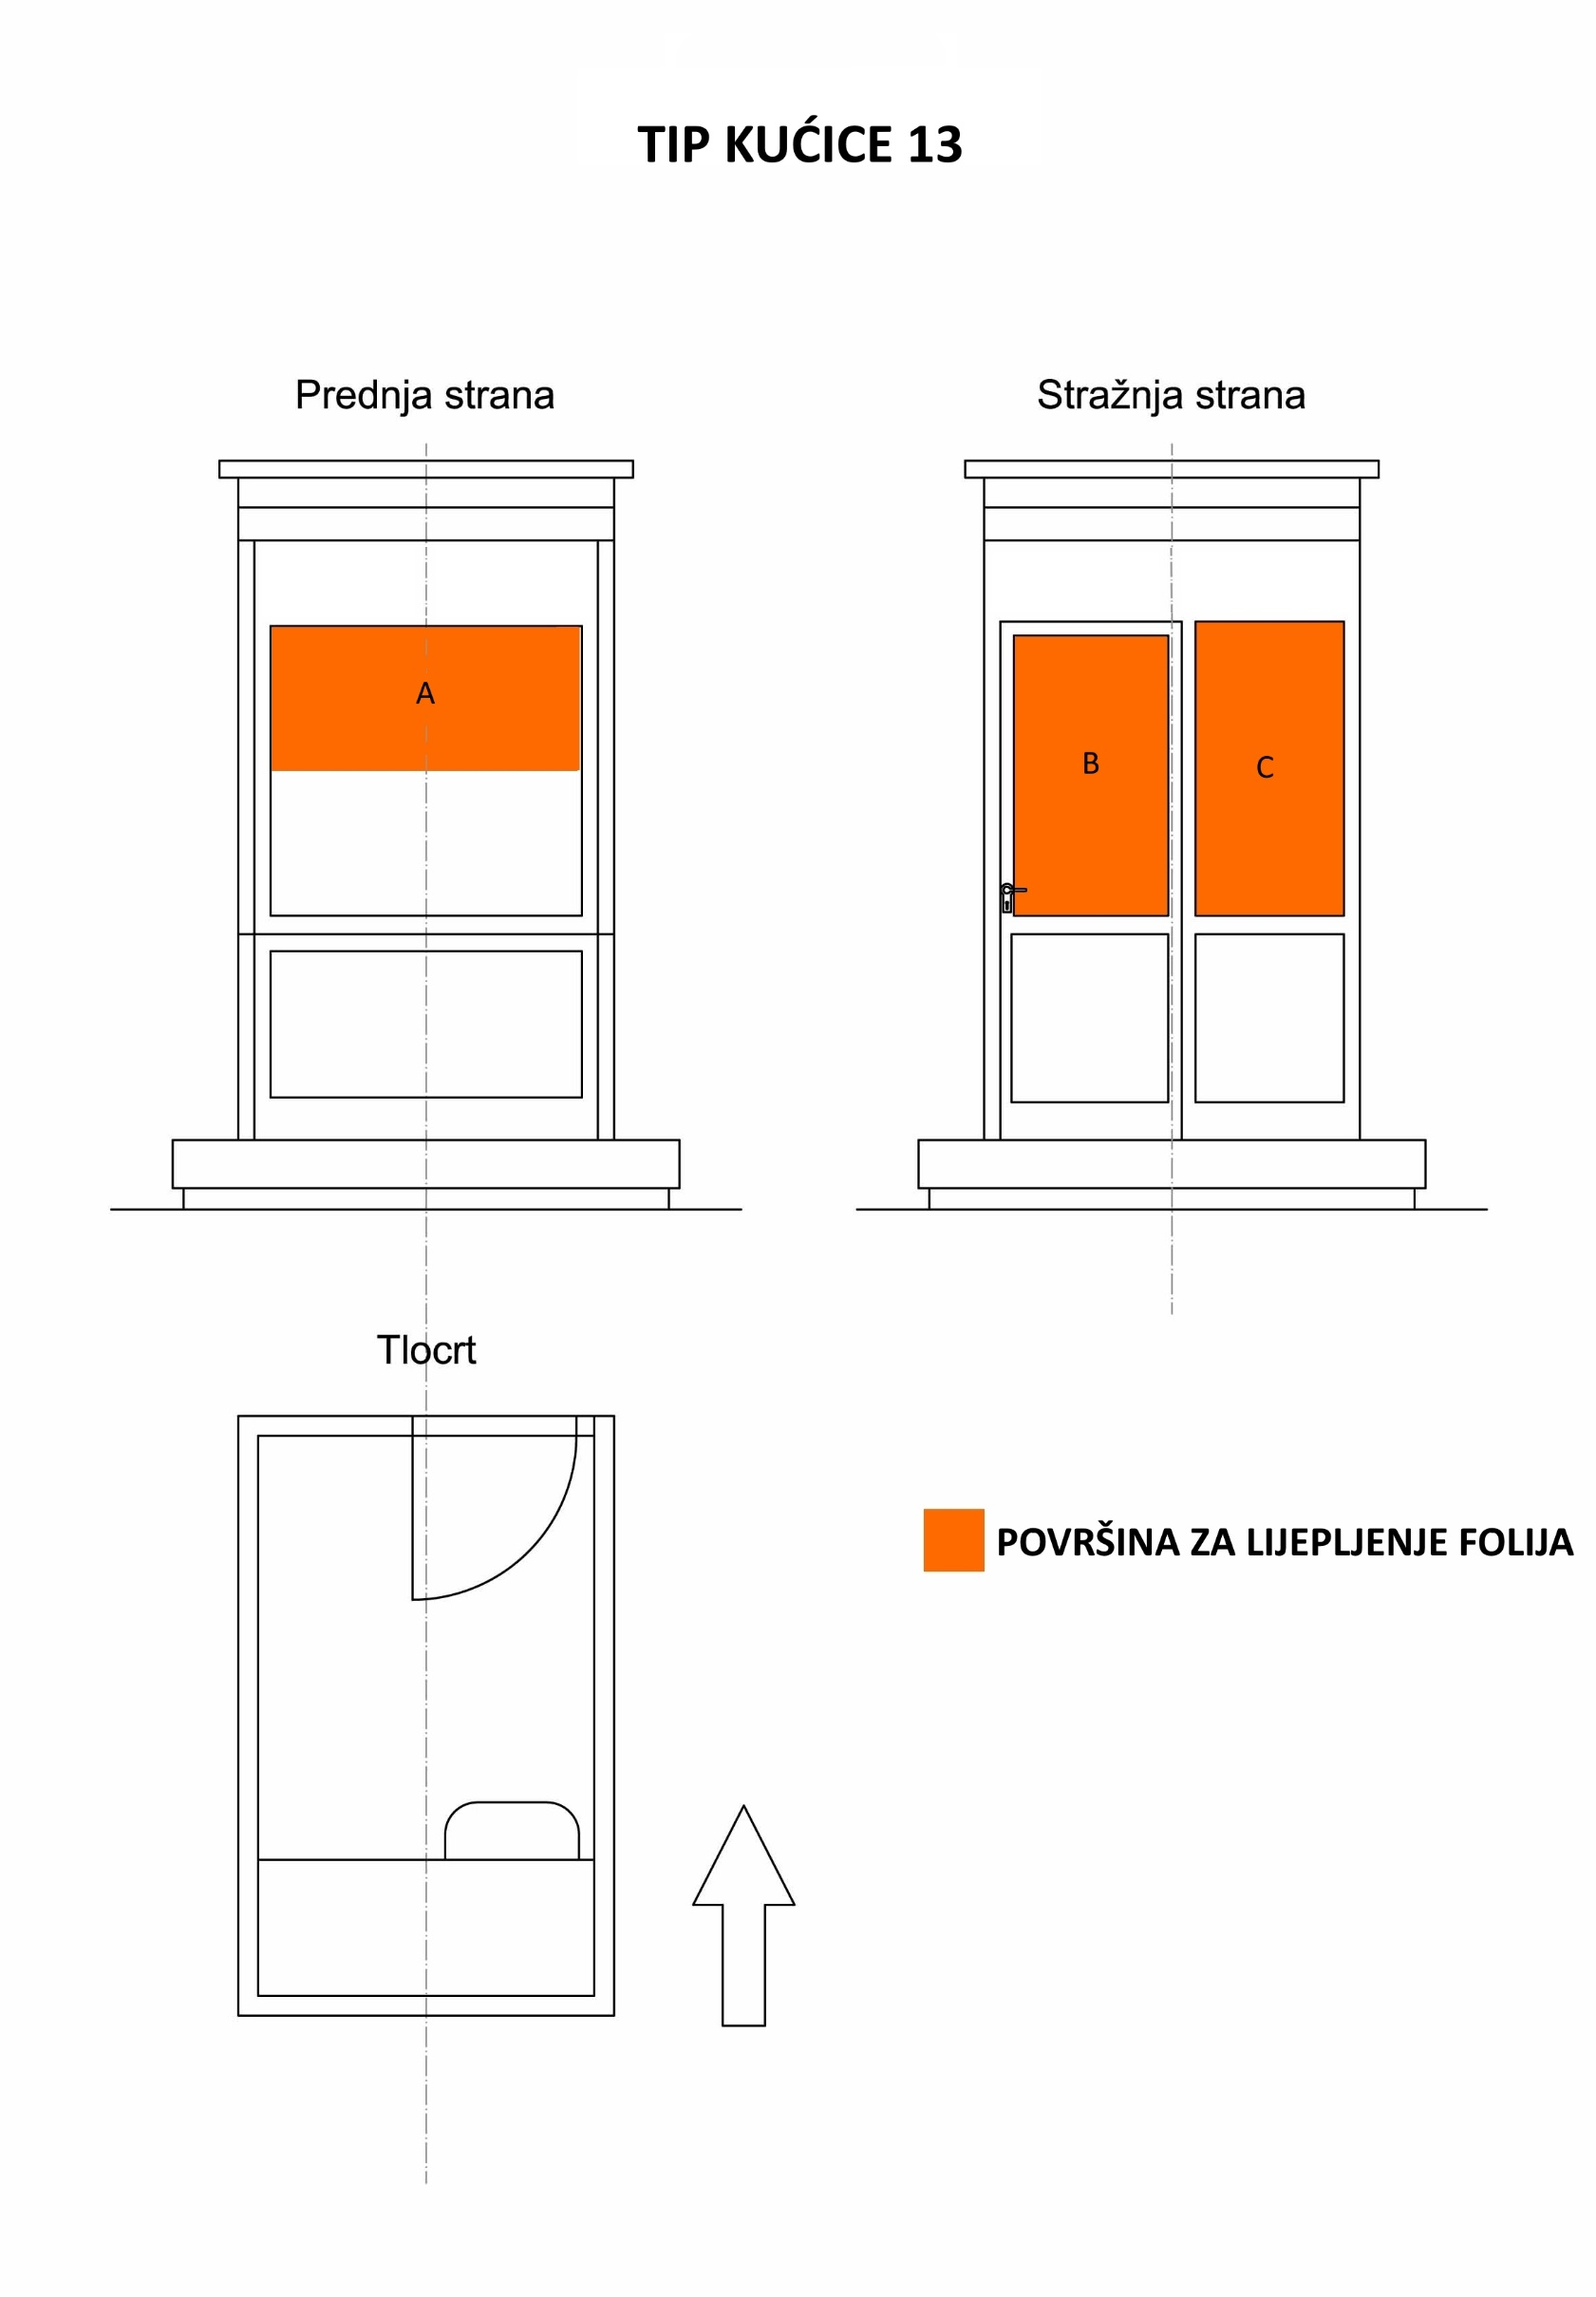 TIP KUĆICE 13
Prednja strana
Stražnja strana
A
B
C
Tlocrt
POVRŠINA ZA LIJEPLJENJE FOLIJA